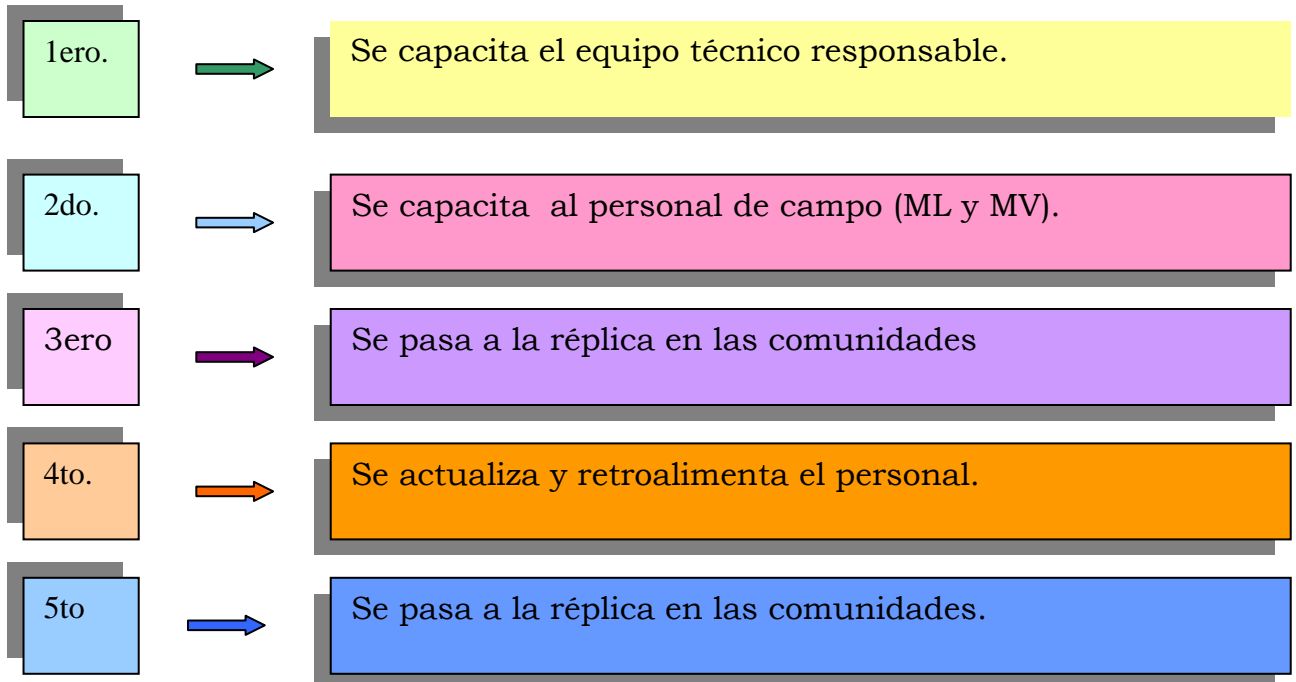 1ero. Se capacita el equipo técnico responsable.
2do. Se capacita  al personal de campo (ML y MV).
3ero Se pasa a la réplica en las comunidades
4to. Se actualiza y retroalimenta el personal.
5to Se pasa a la réplica en las comunidades.